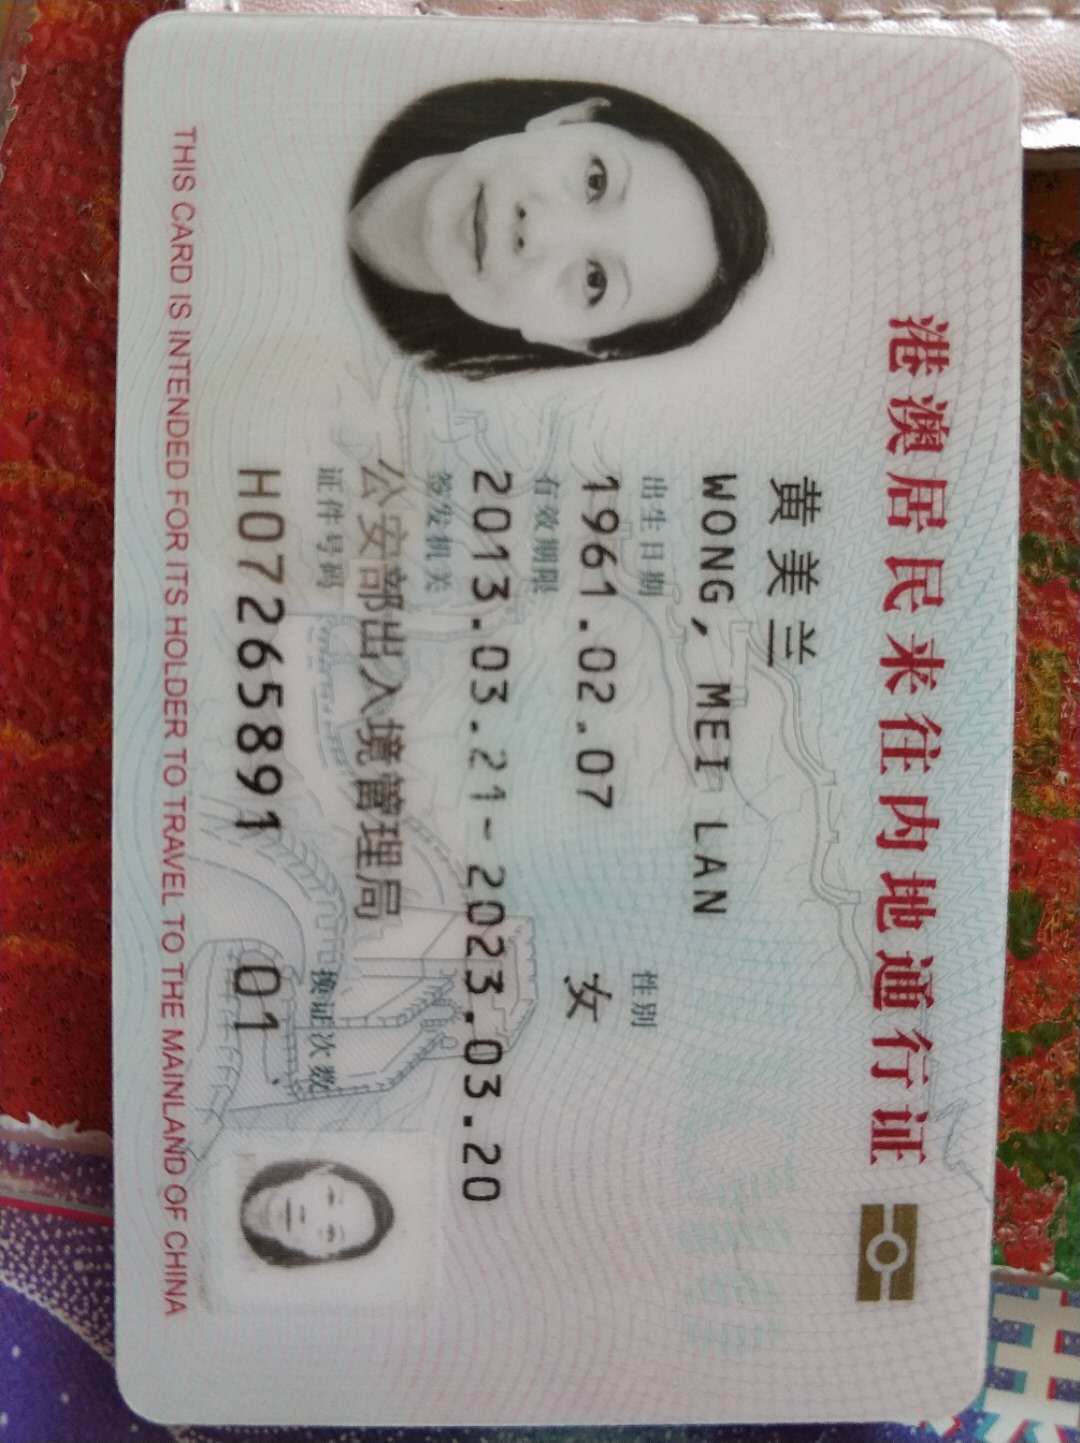 港澳居民来往内地通行证
黄美兰
WONG, MEI LAN
出生日期 性别
1961.02.07 女
有效期限
2013.03.21-2023.03.20
签发机关
公安部出入境管理局
证件号码 换证次数
H07265891 01
THIS CARD IS INTENDED FOR ITS HOLDER TO TRAVEL TO THE MAINLAND OF CHINA